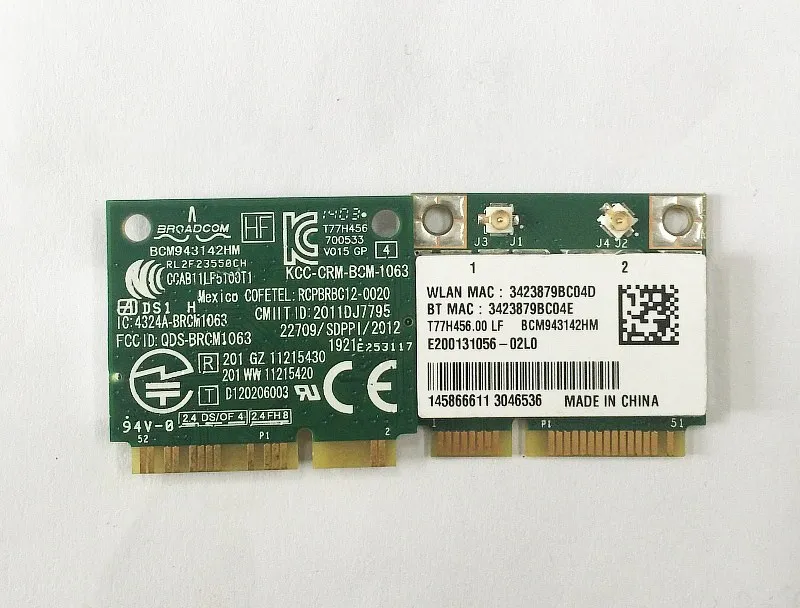 BROADCOM
HF
1403
T77H456
700533
V015 GP
4
BCM943142HM
RL2F23550CH
CCAB11LP5100T1
KCC-CRM-BCM-1063
Mexico COFETEL: RCPBRBC12-0020
DS1 H
CMIIT ID: 2011DJ7795
IC: 4324A-BRCM1063
22709/SDPPI/2012
FCC ID: QDS-BRCM1063
1921
E253117
R 201 GZ 11215430
201 WW 11215420
T D120206003
CE
94V-0
2.4 DS/OF 4
2.4 FH 8
52
P1
2
J3
J1
J4
J2
1
2
WLAN MAC : 3423879BC04D
BT MAC : 3423879BC04E
T77H456.00 LF BCM943142HM
E200131056-02L0
145866611 3046536 MADE IN CHINA
1
P1
51